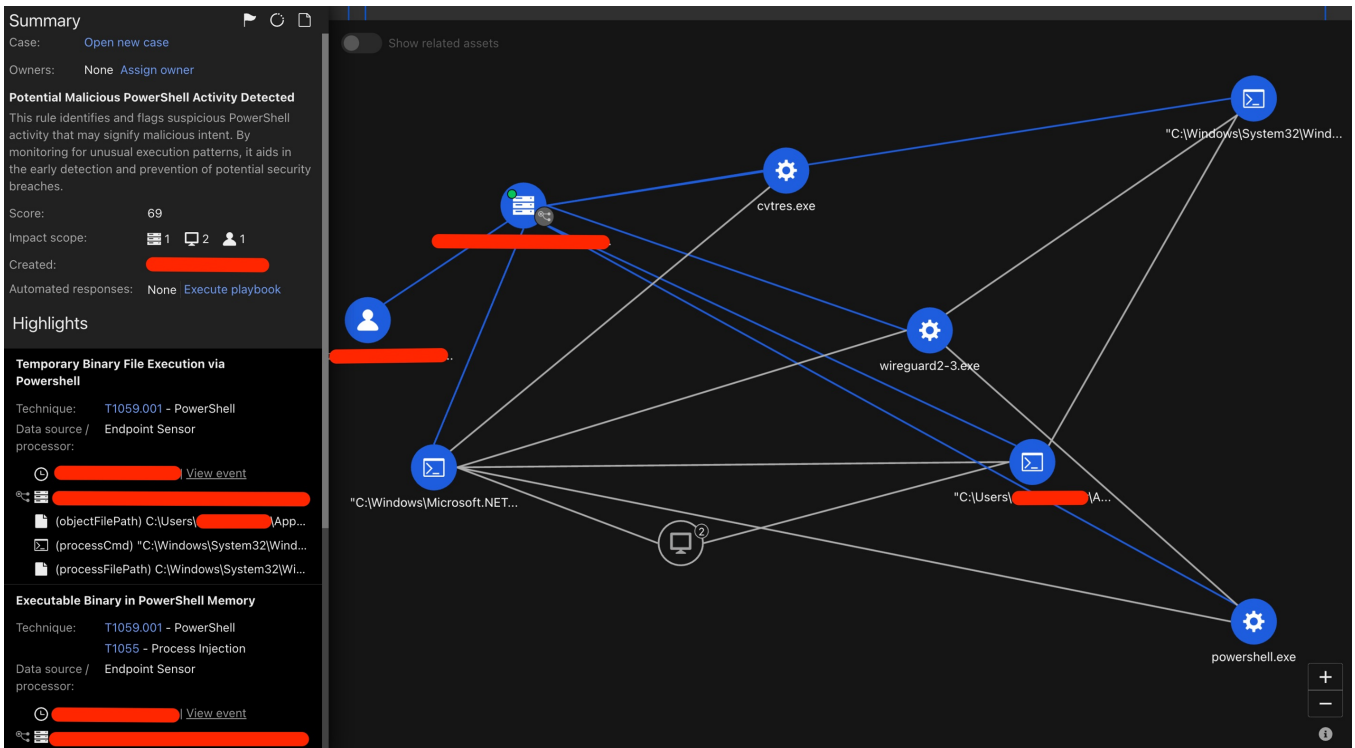 Summary
Case: Open new case
Owners: None Assign owner
Potential Malicious PowerShell Activity Detected
This rule identifies and flags suspicious PowerShell
activity that may signify malicious intent. By
monitoring for unusual execution patterns, it aids in
the early detection and prevention of potential security
breaches.
Score: 69
Impact scope: 1 2 1
Created:
Automated responses: None Execute playbook
Highlights
Temporary Binary File Execution via
Powershell
Technique: T1059.001 - PowerShell
Data source / Endpoint Sensor
processor:
| View event
(objectFilePath) C:\Users\ \App...
(processCmd) "C:\Windows\System32\Wind...
(processFilePath) C:\Windows\System32\Wi...
Executable Binary in PowerShell Memory
Technique: T1059.001 - PowerShell
T1055 - Process Injection
Data source / Endpoint Sensor
processor:
| View event
Show related assets
"C:\Windows\System32\Wind...
cvtres.exe
wireguard2-3.exe
"C:\Windows\Microsoft.NET...
"C:\Users\ \A...
2
powershell.exe